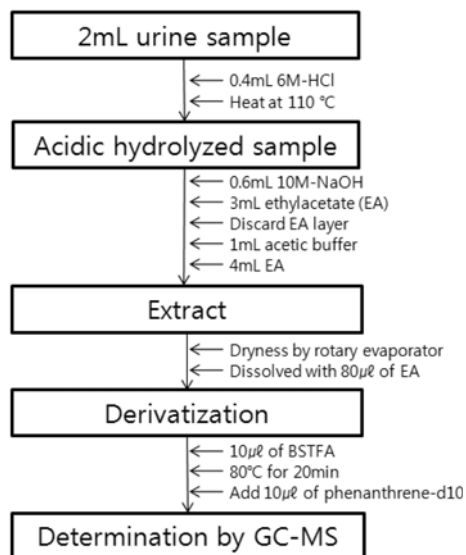 2mL urine sample
0.4mL 6M-HCl
Heat at 110 ℃
Acidic hydrolyzed sample
0.6mL 10M-NaOH
3mL ethylacetate (EA)
Discard EA layer
1mL acetic buffer
4mL EA
Extract
Dryness by rotary evaporator
Dissolved with 80㎕ of EA
Derivatization
10㎕ of BSTFA
80℃ for 20min
Add 10㎕ of phenanthrene-d10
Determination by GC-MS